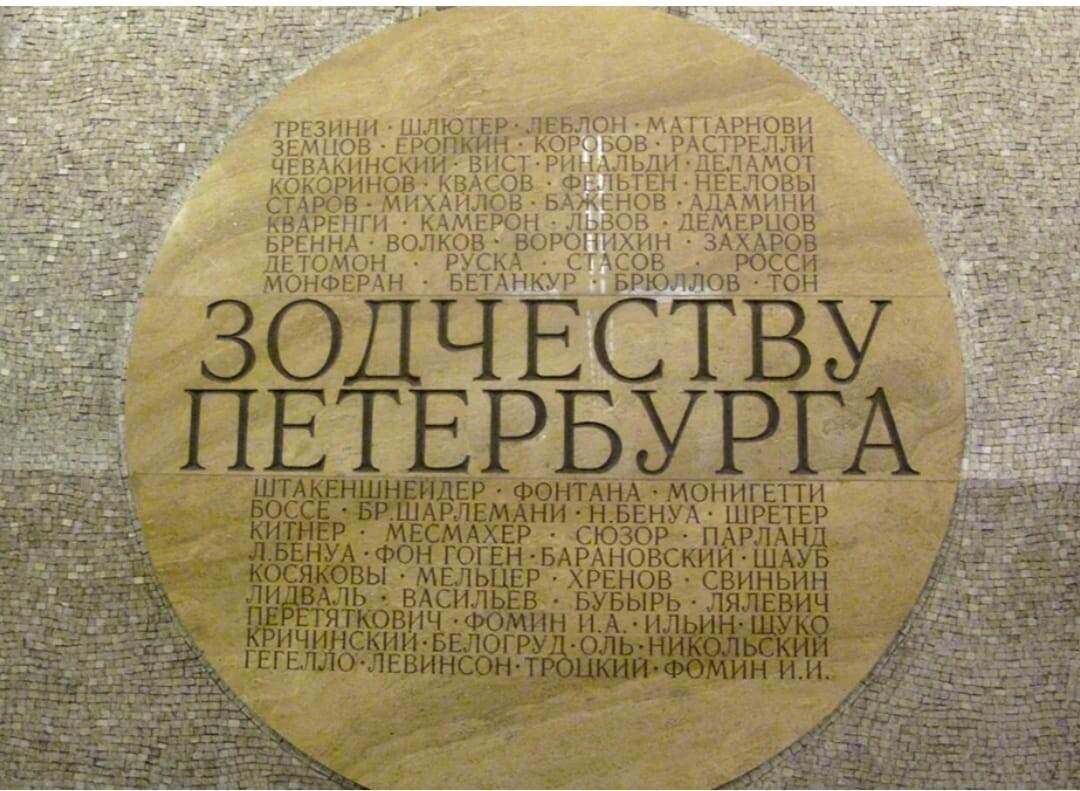 ТРЕЗИНИ · ШЛЮТЕР · ЛЕБЛОН · МАТТАРНОВИ
ЗЕМЦОВ · ЕРОПКИН · КОРОБОВ · РАСТРЕЛЛИ
ЧЕВАКИНСКИЙ · ВИСТ · РИНАЛЬДИ · ДЕЛАМОТ
КОКОРИНОВ · КВАСОВ · ФЕЛЬТЕН · НЕЕЛОВЫ
СТАРОВ · МИХАЙЛОВ · БАЖЕНОВ · АДАМИНИ
КВАРЕНГИ · КАМЕРОН · ЛЬВОВ · ДЕМЕРЦОВ
БРЕННА · ВОЛКОВ · ВОРОНИХИН · ЗАХАРОВ
ДЕТОМОН · РУСКА · СТАСОВ · РОССИ
МОНФЕРАН · БЕТАНКУР · БРЮЛЛОВ · ТОН
ЗОДЧЕСТВУ
ПЕТЕРБУРГА
ШТАКЕНШНЕЙДЕР · ФОНТАНА · МОНИГЕТТИ
БОССЕ · БР.ШАРЛЕМАНИ · Н.БЕНУА · ШРЕТЕР
КИТНЕР · МЕСМАХЕР · СЮЗОР · ПАРЛАНД
Л.БЕНУА · ФОН ГОГЕН · БАРАНОВСКИЙ · ШАУБ
КОСЯКОВЫ · МЕЛЬЦЕР · ХРЕНОВ · СВИНЬИН
ЛИДВАЛЬ · ВАСИЛЬЕВ · БУБЫРЬ · ЛЯЛЕВИЧ
ПЕРЕТЯТКОВИЧ · ФОМИН И.А. · ИЛЬИН · ЩУКО
КРИЧИНСКИЙ · БЕЛОГРУД · ОЛЬ · НИКОЛЬСКИЙ
ГЕГЕЛЛО · ЛЕВИНСОН · ТРОЦКИЙ · ФОМИН И.И.